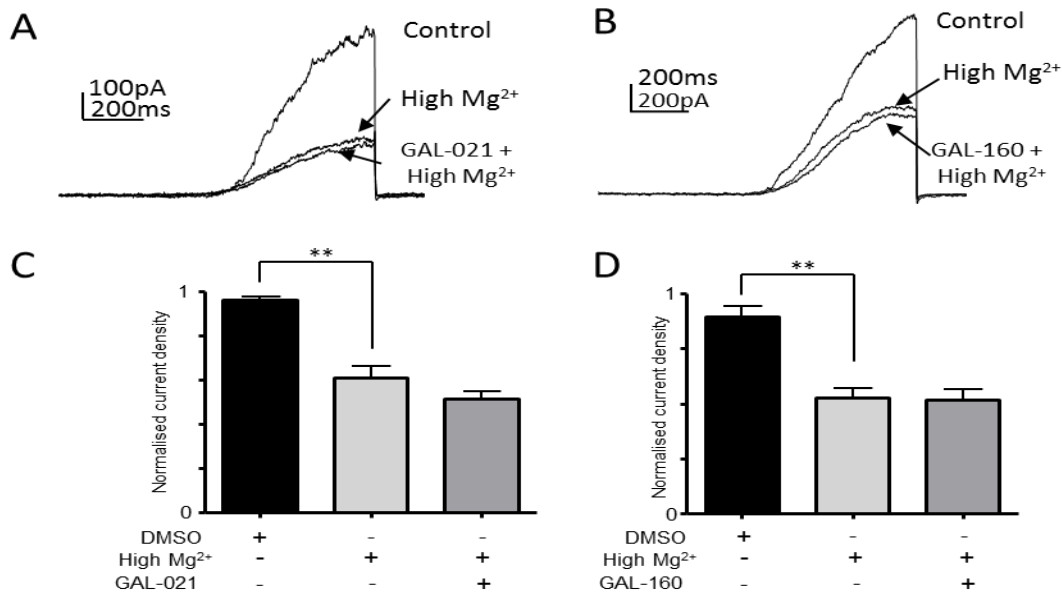 A
Control
100pA
200ms
High Mg²⁺
GAL-021 +
High Mg²⁺
B
Control
200ms
200pA
High Mg²⁺
GAL-160 +
High Mg²⁺
C
**
Normalised current density
1
0
DMSO + - -
High Mg²⁺ - + +
GAL-021 - - +
D
**
Normalised current density
1
0
DMSO + - -
High Mg²⁺ - + +
GAL-160 - - +